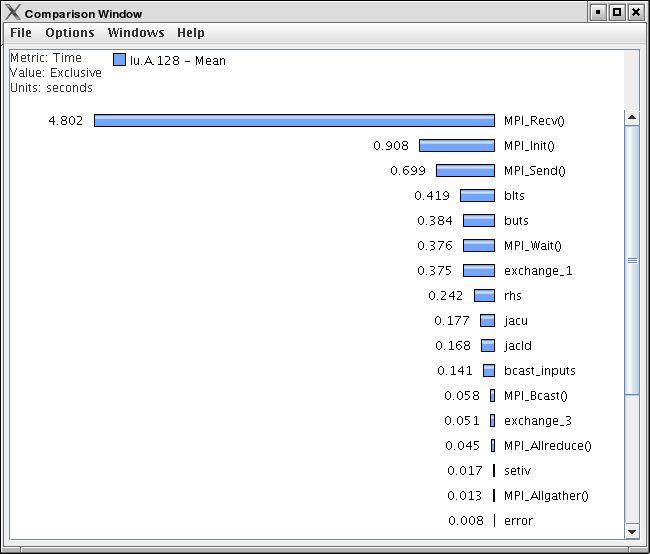 Comparison Window
File Options Windows Help
Metric: Time
Value: Exclusive
Units: seconds
lu.A.128 - Mean
4.802 MPI_Recv()
0.908 MPI_Init()
0.699 MPI_Send()
0.419 blts
0.384 buts
0.376 MPI_Wait()
0.375 exchange_1
0.242 rhs
0.177 jacu
0.168 jacld
0.141 bcast_inputs
0.058 MPI_Bcast()
0.051 exchange_3
0.045 MPI_Allreduce()
0.017 setiv
0.013 MPI_Allgather()
0.008 error